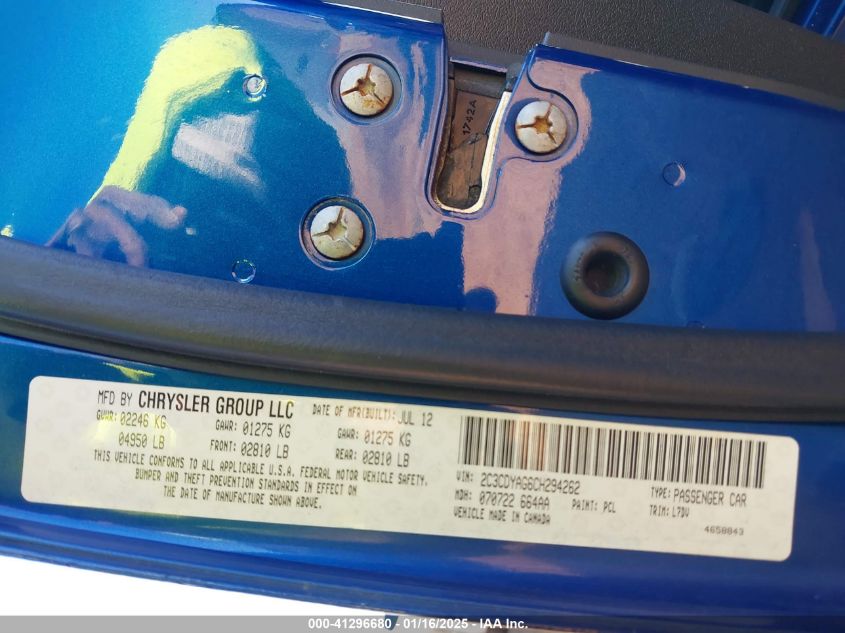 1742A
MFD BY CHRYSLER GROUP LLC
DATE OF MFR(BUILT): JUL 12
GVWR: 02246 KG
GAWR: 01275 KG
GAWR: 01275 KG
04950 LB
FRONT: 02810 LB
REAR: 02810 LB
THIS VEHICLE CONFORMS TO ALL APPLICABLE U.S.A. FEDERAL MOTOR VEHICLE SAFETY,
BUMPER AND THEFT PREVENTION STANDARDS IN EFFECT ON
THE DATE OF MANUFACTURE SHOWN ABOVE.
VIN: 2C3CDYAG6CH294262
TYPE: PASSENGER CAR
MDH: 070722 664AA
PAINT: PCL
TRIM: L7DV
VEHICLE MADE IN CANADA
4658843
000-41296680 - 01/16/2025 - IAA Inc.